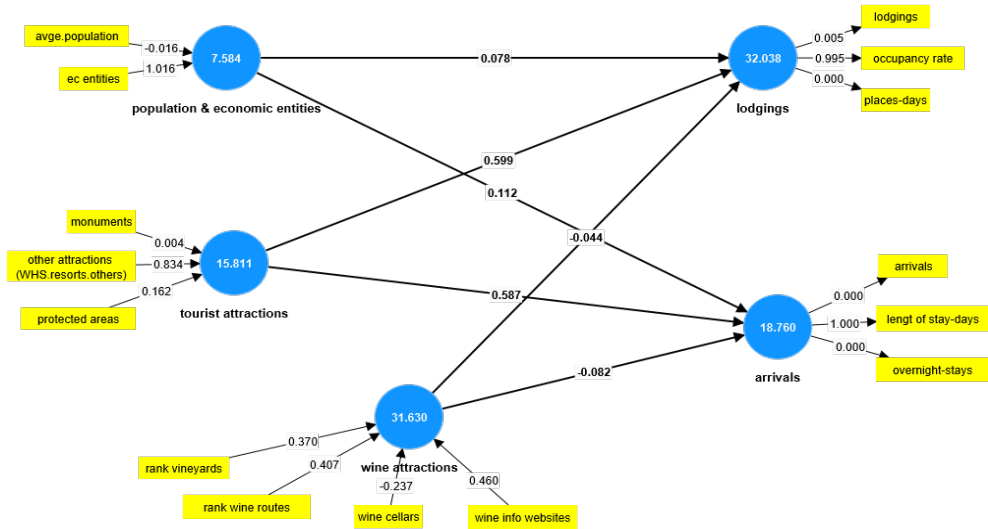 avge.population
-0.016
ec entities
1.016
7.584
population & economic entities
0.078
32.038
lodgings
lodgings
0.005
0.995
occupancy rate
0.000
places-days
0.599
0.112
-0.044
monuments
0.004
other attractions
(WHS.resorts.others)
0.834
0.162
protected areas
15.811
tourist attractions
0.587
18.760
arrivals
arrivals
0.000
1.000
lengt of stay-days
0.000
overnight-stays
-0.082
31.630
wine attractions
0.370
rank vineyards
0.407
rank wine routes
-0.237
wine cellars
0.460
wine info websites